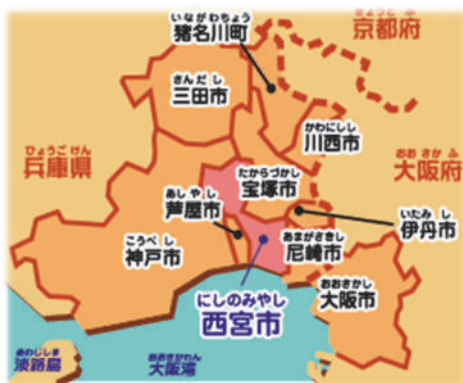 いながわちょう
猪名川町
きょうとふ
京都府
さんだし
三田市
かわにしし
川西市
ひょうごけん
兵庫県
おおさかふ
大阪府
たからづかし
宝塚市
あしやし
芦屋市
いたみし
伊丹市
こうべし
神戸市
あまがさきし
尼崎市
おおさかし
大阪市
にしのみやし
西宮市
あわじしま
淡路島
おおさかわん
大阪湾